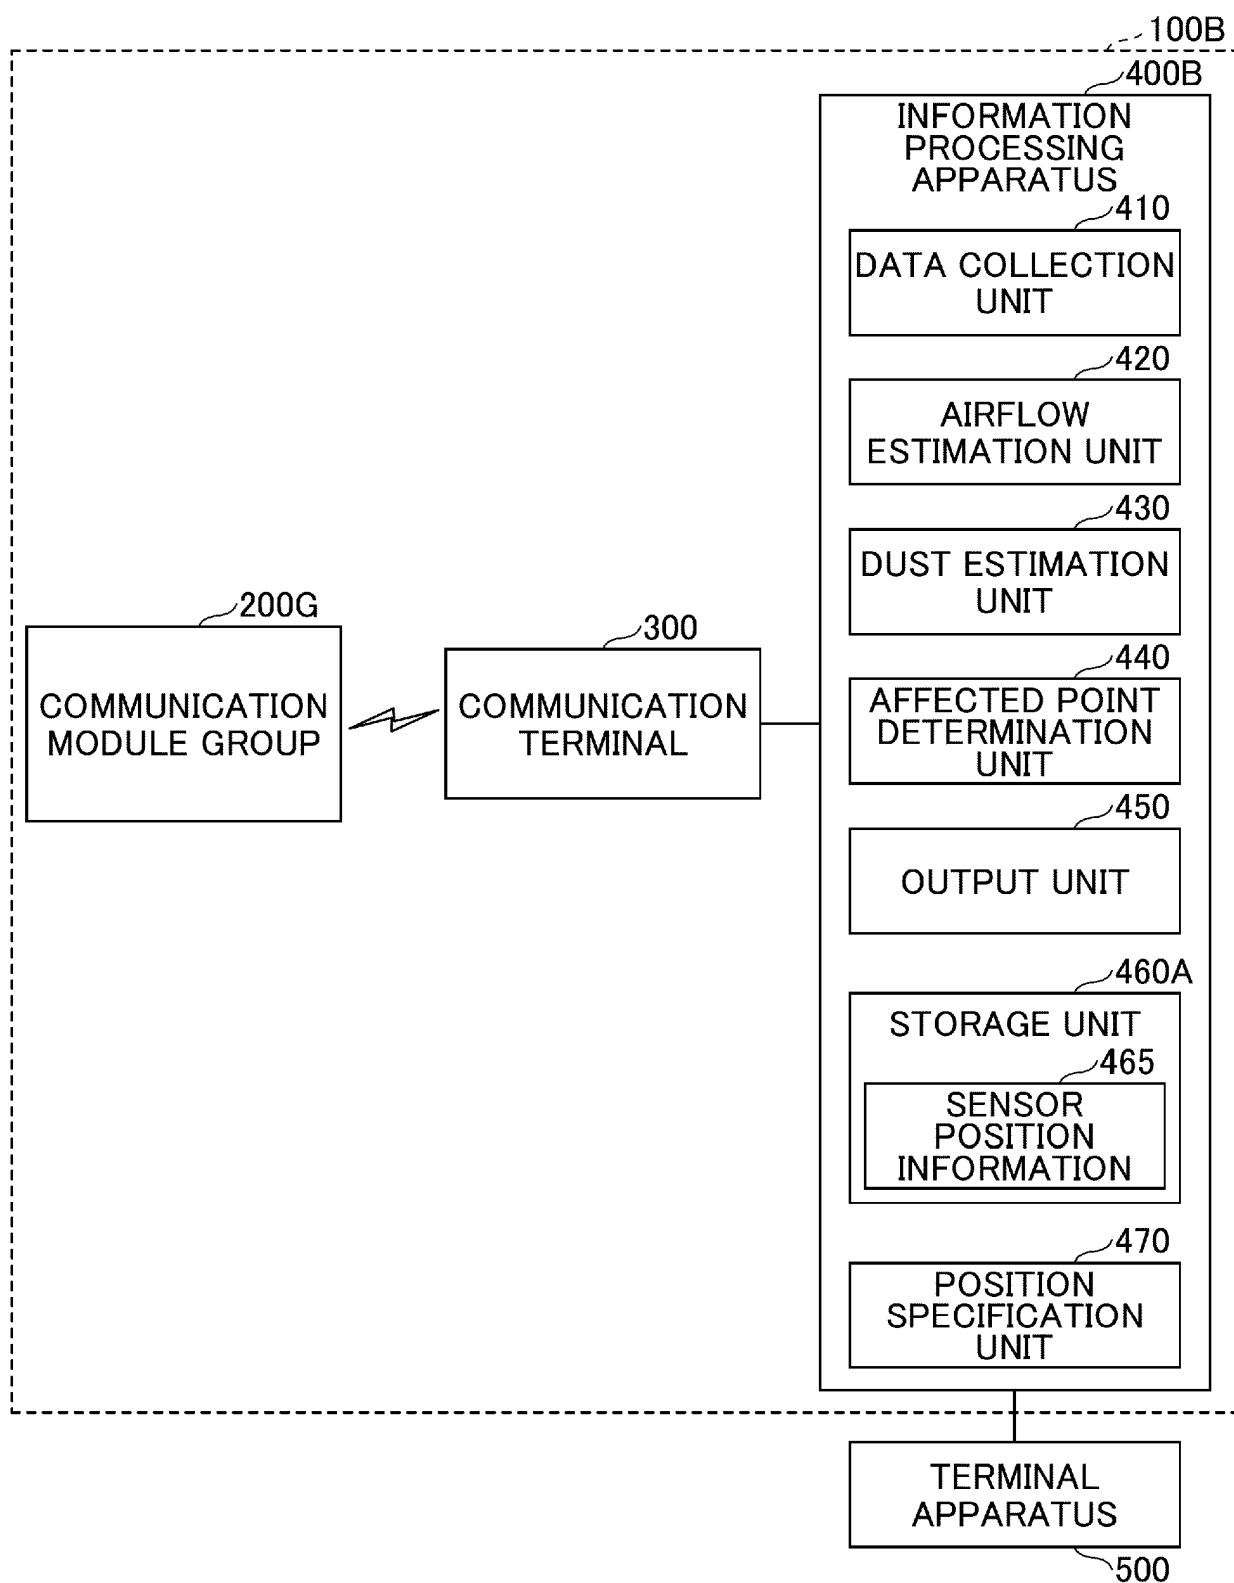 100B
400B
INFORMATION
PROCESSING
APPARATUS
410
DATA COLLECTION
UNIT
420
AIRFLOW
ESTIMATION UNIT
430
DUST ESTIMATION
UNIT
200G
COMMUNICATION
MODULE GROUP
300
COMMUNICATION
TERMINAL
440
AFFECTED POINT
DETERMINATION
UNIT
450
OUTPUT UNIT
460A
STORAGE UNIT
465
SENSOR
POSITION
INFORMATION
470
POSITION
SPECIFICATION
UNIT
TERMINAL
APPARATUS
500